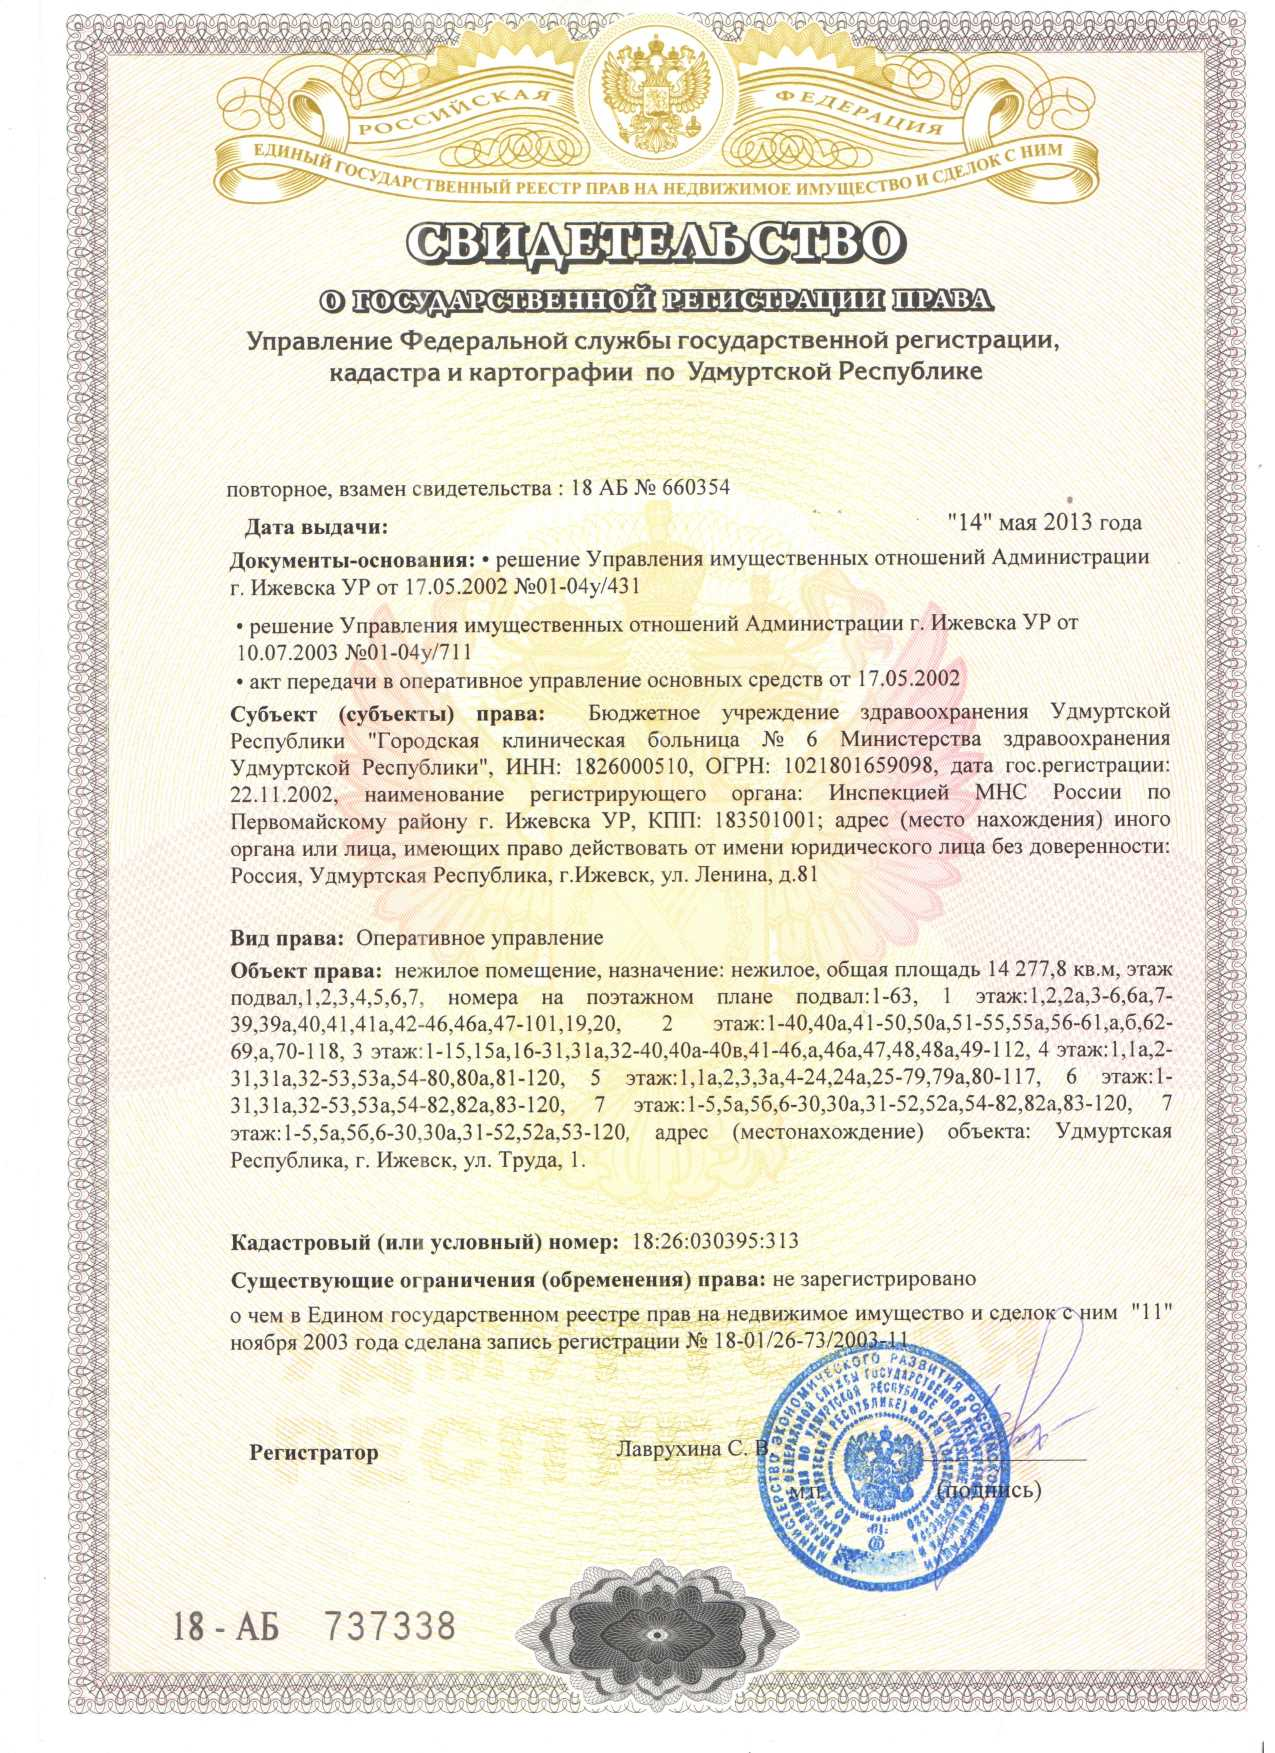 РОССИЙСКАЯ ФЕДЕРАЦИЯ
ЕДИНЫЙ ГОСУДАРСТВЕННЫЙ РЕЕСТР ПРАВ НА НЕДВИЖИМОЕ ИМУЩЕСТВО И СДЕЛОК С НИМ
СВИДЕТЕЛЬСТВО
О ГОСУДАРСТВЕННОЙ РЕГИСТРАЦИИ ПРАВА
Управление Федеральной службы государственной регистрации,
кадастра и картографии по Удмуртской Республике
повторное, взамен свидетельства : 18 АБ № 660354
Дата выдачи: "14" мая 2013 года
Документы-основания: • решение Управления имущественных отношений Администрации
г. Ижевска УР от 17.05.2002 №01-04у/431
• решение Управления имущественных отношений Администрации г. Ижевска УР от
10.07.2003 №01-04у/711
• акт передачи в оперативное управление основных средств от 17.05.2002
Субъект (субъекты) права: Бюджетное учреждение здравоохранения Удмуртской
Республики "Городская клиническая больница № 6 Министерства здравоохранения
Удмуртской Республики", ИНН: 1826000510, ОГРН: 1021801659098, дата гос.регистрации:
22.11.2002, наименование регистрирующего органа: Инспекцией МНС России по
Первомайскому району г. Ижевска УР, КПП: 183501001; адрес (место нахождения) иного
органа или лица, имеющих право действовать от имени юридического лица без доверенности:
Россия, Удмуртская Республика, г.Ижевск, ул. Ленина, д.81
Вид права: Оперативное управление
Объект права: нежилое помещение, назначение: нежилое, общая площадь 14 277,8 кв.м, этаж
подвал,1,2,3,4,5,6,7, номера на поэтажном плане подвал:1-63, 1 этаж:1,2,2а,3-6,6а,7-
39,39а,40,41,41а,42-46,46а,47-101,19,20, 2 этаж:1-40,40а,41-50,50а,51-55,55а,56-61,а,б,62-
69,а,70-118, 3 этаж:1-15,15а,16-31,31а,32-40,40а-40в,41-46,а,46а,47,48,48а,49-112, 4 этаж:1,1а,2-
31,31а,32-53,53а,54-80,80а,81-120, 5 этаж:1,1а,2,3,3а,4-24,24а,25-79,79а,80-117, 6 этаж:1-
31,31а,32-53,53а,54-82,82а,83-120, 7 этаж:1-5,5а,5б,6-30,30а,31-52,52а,54-82,82а,83-120, 7
этаж:1-5,5а,5б,6-30,30а,31-52,52а,53-120, адрес (местонахождение) объекта: Удмуртская
Республика, г. Ижевск, ул. Труда, 1.
Кадастровый (или условный) номер: 18:26:030395:313
Существующие ограничения (обременения) права: не зарегистрировано
о чем в Едином государственном реестре прав на недвижимое имущество и сделок с ним "11"
ноября 2003 года сделана запись регистрации № 18-01/26-73/2003-11
Регистратор Лаврухина С. В.
м.п. (подпись)
МИНИСТЕРСТВО ЭКОНОМИЧЕСКОГО РАЗВИТИЯ РОССИЙСКОЙ ФЕДЕРАЦИИ
18 - АБ 737338